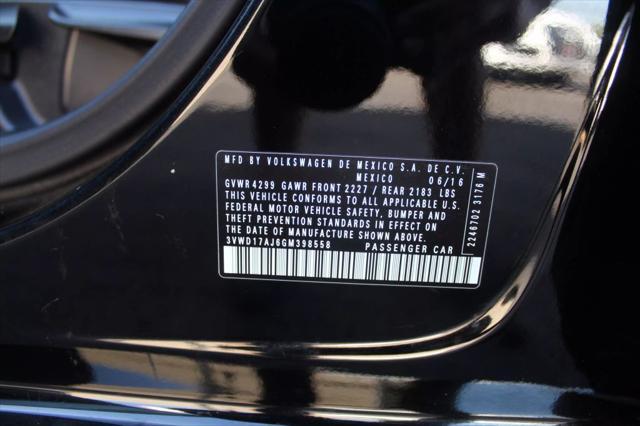 MFD BY VOLKSWAGEN DE MEXICO S.A. DE C.V.
MEXICO 06/16
GVWR4299 GAWR FRONT 2227 / REAR 2183 LBS
THIS VEHICLE CONFORMS TO ALL APPLICABLE U.S.
FEDERAL MOTOR VEHICLE SAFETY, BUMPER AND
THEFT PREVENTION STANDARDS IN EFFECT ON
THE DATE OF MANUFACTURE SHOWN ABOVE.
3VWD17AJ6GM398558 PASSENGER CAR
2246702 3176 M